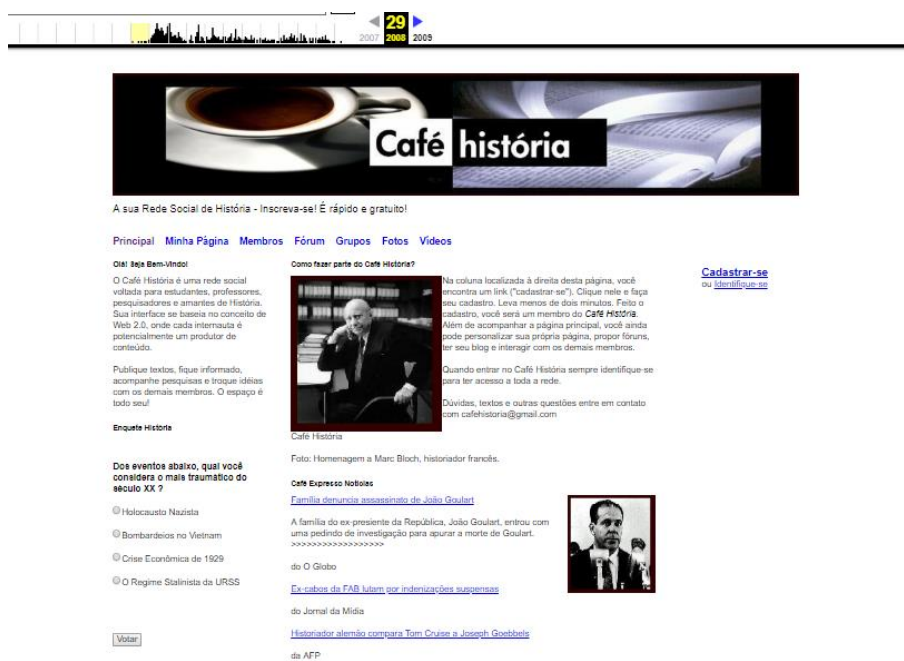 29
2007 2008 2009
Café história
A sua Rede Social de História - Inscreva-se! É rápido e gratuito!
Principal Minha Página Membros Fórum Grupos Fotos Vídeos
Olá! Seja Bem-Vindo!
O Café História é uma rede social
voltada para estudantes, professores,
pesquisadores e amantes de História.
Sua interface se baseia no conceito de
Web 2.0, onde cada internauta é
potencialmente um produtor de
conteúdo.
Publique textos, fique informado,
acompanhe pesquisas e troque idéias
com os demais membros. O espaço é
todo seu!
Enquete História
Dos eventos abaixo, qual você
considera o mais traumático do
século XX ?
Holocausto Nazista
Bombardeios no Vietnam
Crise Econômica de 1929
O Regime Stalinista da URSS
Votar
Como fazer parte do Café História?
Na coluna localizada à direita desta página, você
encontra um link ("cadastrar-se"). Clique nele e faça
seu cadastro. Leva menos de dois minutos. Feito o
cadastro, você será um membro do Café História.
Além de acompanhar a página principal, você ainda
pode personalizar sua própria página, propor fóruns,
ter seu blog e interagir com os demais membros.
Quando entrar no Café História sempre identifique-se
para ter acesso a toda a rede.
Dúvidas, textos e outras questões entre em contato
com cafehistoria@gmail.com
Café História
Foto: Homenagem a Marc Bloch, historiador francês.
Café Expresso Notícias
Família denuncia assassinato de João Goulart
A família do ex-presidente da República, João Goulart, entrou com
uma pedindo de investigação para apurar a morte de Goulart.
>>>>>>>>>>>>>>>>>>
do O Globo
Ex-cabos da FAB lutam por indenizações suspensas
do Jornal da Mídia
Historiador alemão compara Tom Cruise a Joseph Goebbels
da AFP
Cadastrar-se
ou Identifique-se